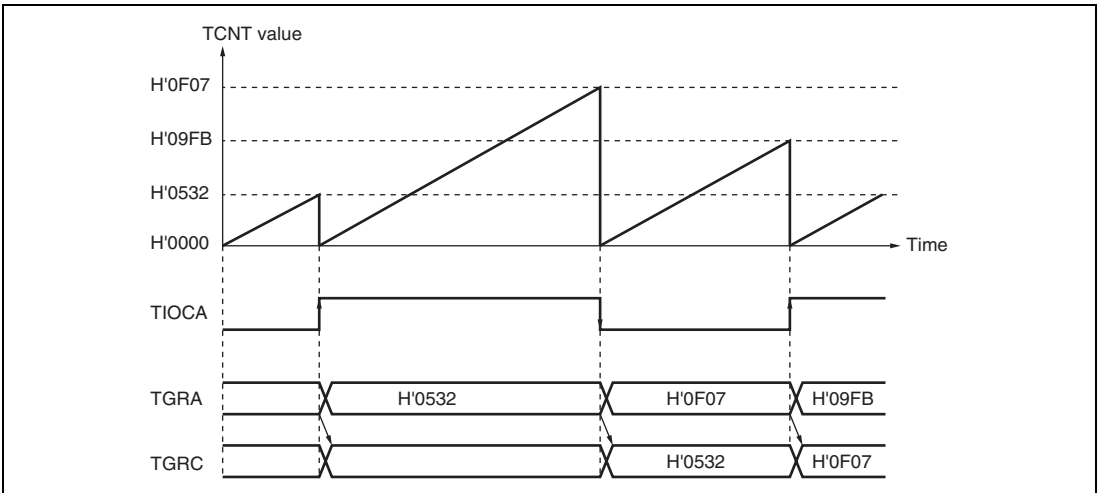 TCNT value
H'0F07
H'09FB
H'0532
H'0000
Time
TIOCA
TGRA H'0532 H'0F07 H'09FB
TGRC H'0532 H'0F07